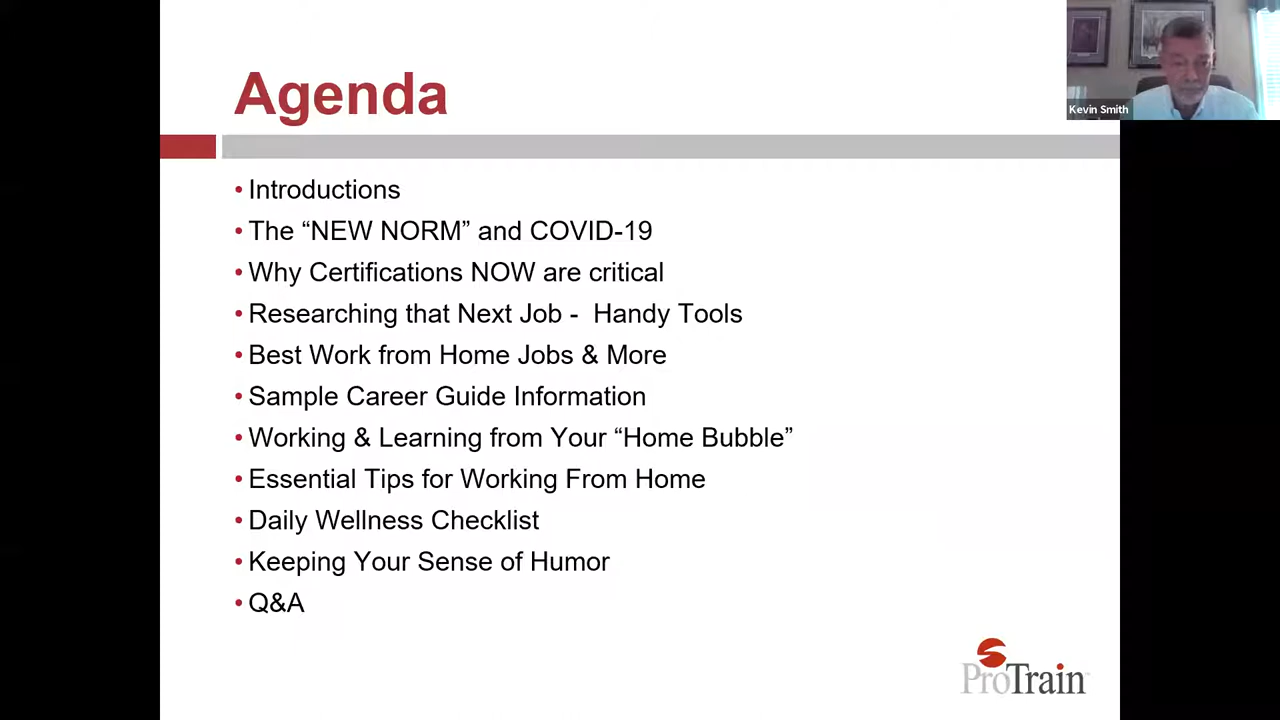 Agenda
Kevin Smith
• Introductions
• The “NEW NORM” and COVID-19
• Why Certifications NOW are critical
• Researching that Next Job -  Handy Tools
• Best Work from Home Jobs & More
• Sample Career Guide Information
• Working & Learning from Your “Home Bubble”
• Essential Tips for Working From Home
• Daily Wellness Checklist
• Keeping Your Sense of Humor
• Q&A
ProTrain